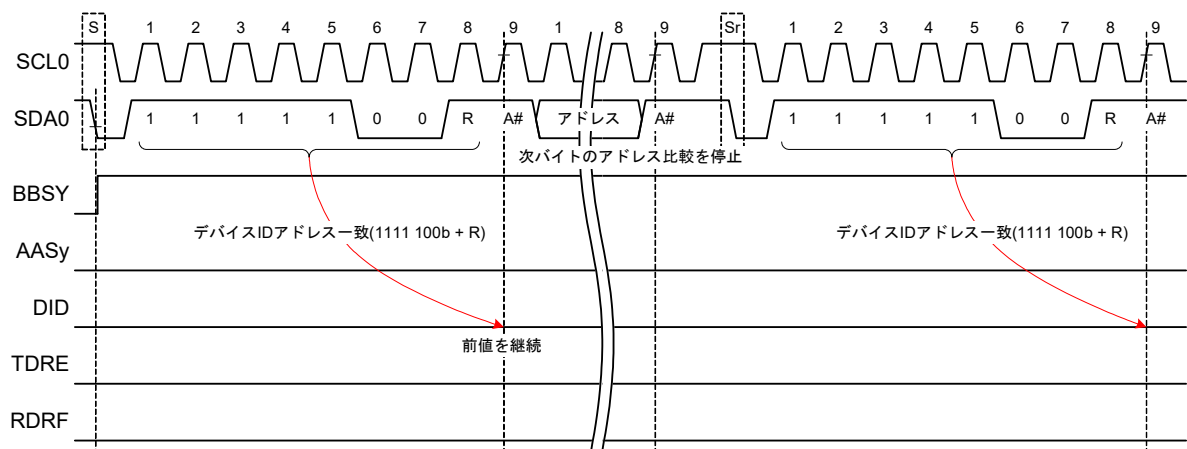 S 1 2 3 4 5 6 7 8 9 1 8 9 Sr 1 2 3 4 5 6 7 8 9
SCL0
SDA0 1 1 1 1 1 0 0 R A# アドレス A# 1 1 1 1 1 0 0 R A#
次バイトのアドレス比較を停止
BBSY
デバイスIDアドレス一致(1111 100b + R) デバイスIDアドレス一致(1111 100b + R)
AASy
DID
前値を継続
TDRE
RDRF